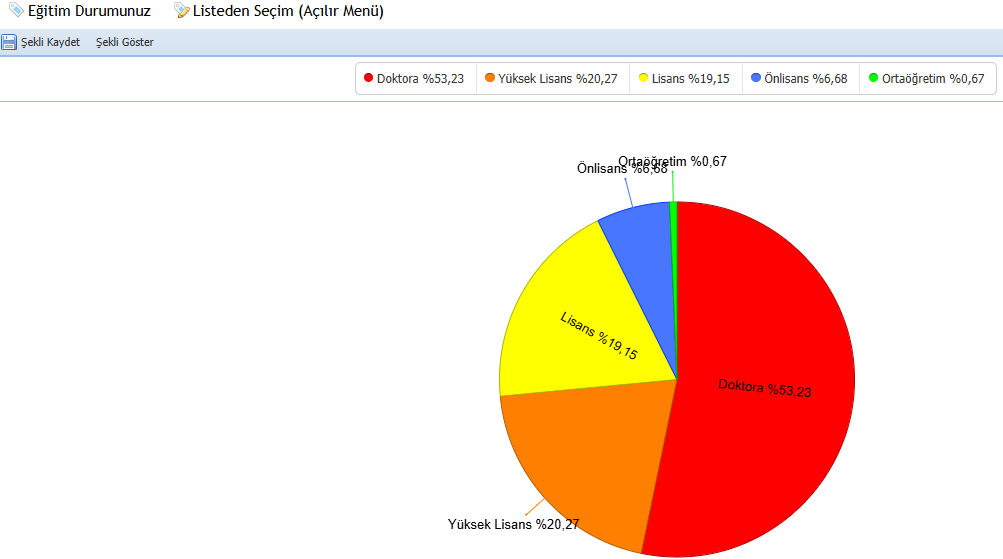 Eğitim Durumunuz Listeden Seçim (Açılır Menü)
Şekli Kaydet Şekli Göster
Doktora %53,23 Yüksek Lisans %20,27 Lisans %19,15 Önlisans %6,68 Ortaöğretim %0,67
Ortaöğretim %0,67
Önlisans %6,68
Lisans %19,15
Doktora %53,23
Yüksek Lisans %20,27